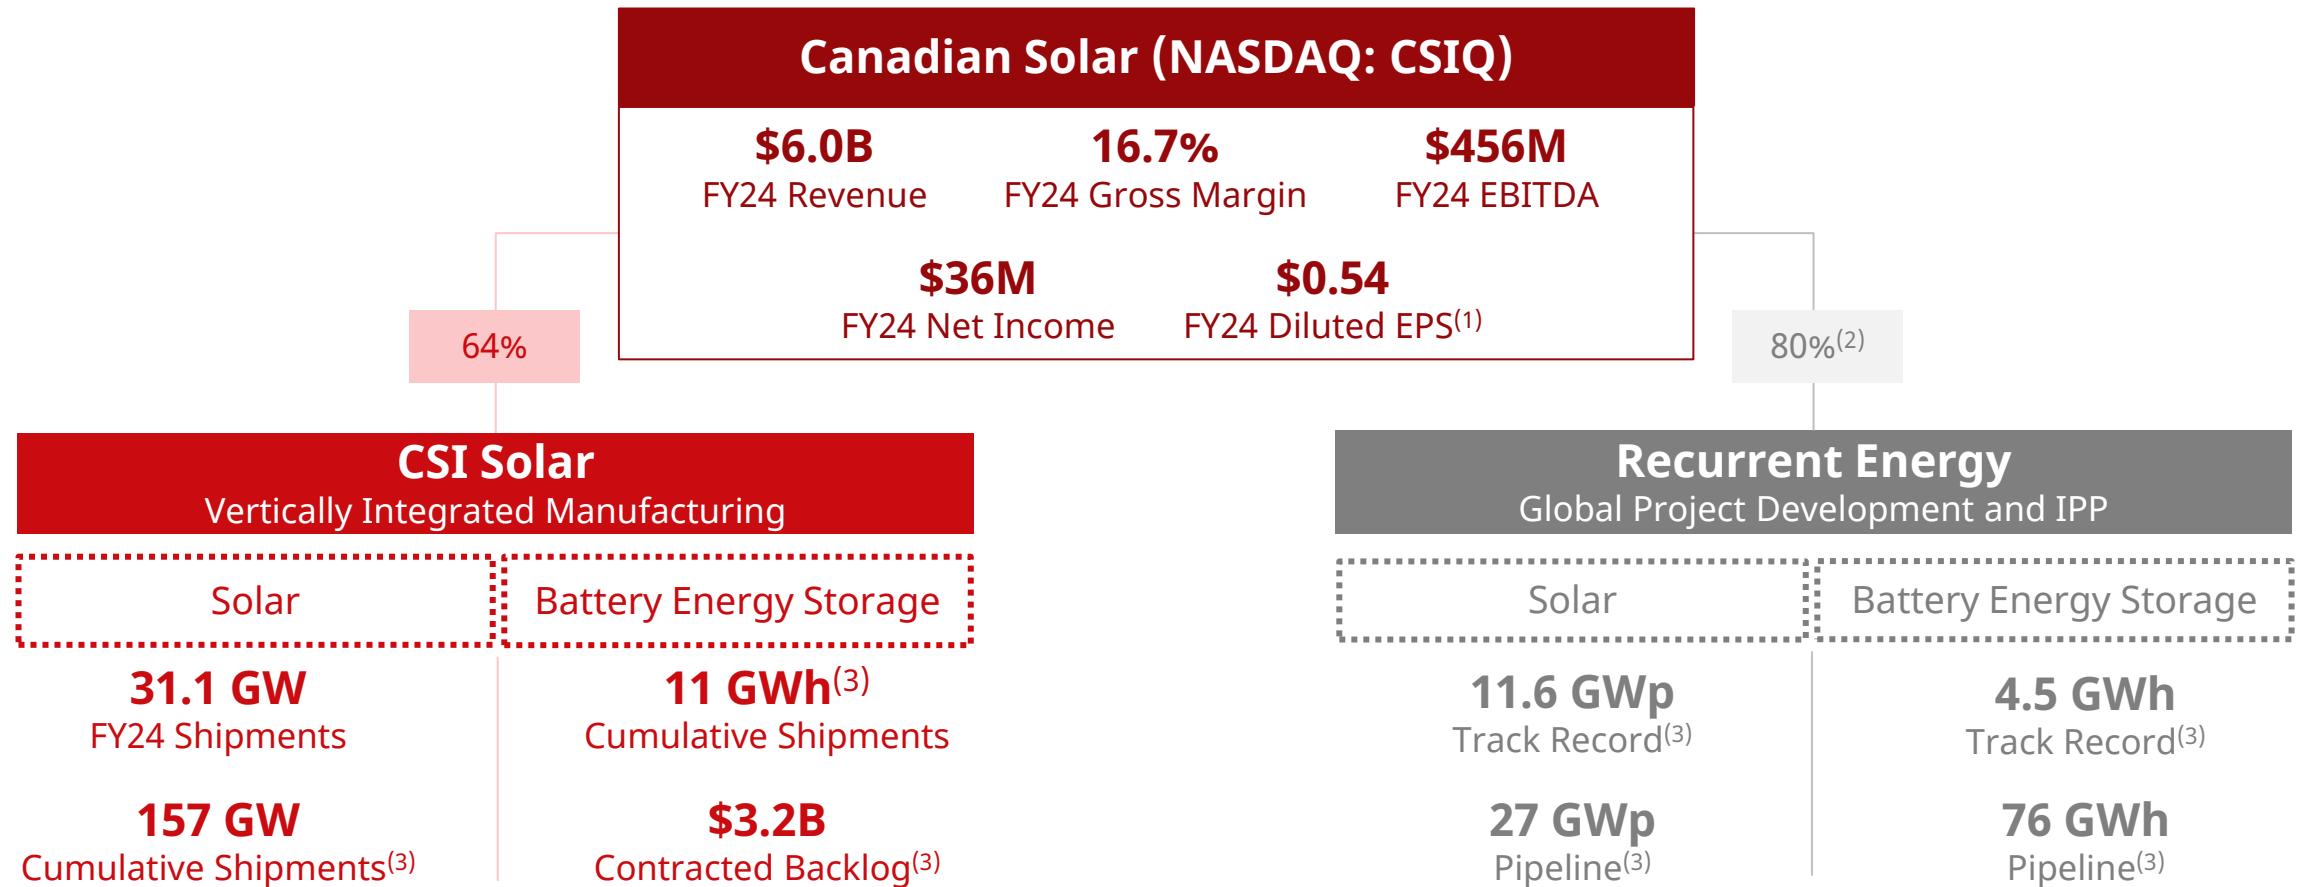 Canadian Solar (NASDAQ: CSIQ)
$6.0B
FY24 Revenue
16.7%
FY24 Gross Margin
$456M
FY24 EBITDA
$36M
FY24 Net Income
$0.54
FY24 Diluted EPS(1)
64%
80%(2)
CSI Solar
Vertically Integrated Manufacturing
Solar
Battery Energy Storage
31.1 GW
FY24 Shipments
11 GWh(3)
Cumulative Shipments
157 GW
Cumulative Shipments(3)
$3.2B
Contracted Backlog(3)
Recurrent Energy
Global Project Development and IPP
Solar
Battery Energy Storage
11.6 GWp
Track Record(3)
4.5 GWh
Track Record(3)
27 GWp
Pipeline(3)
76 GWh
Pipeline(3)